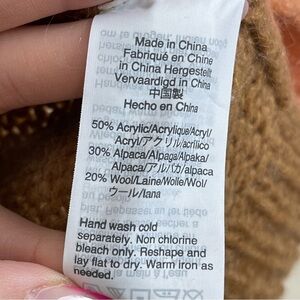 Made in China
Fabriqué en Chine
in China Hergestellt
Vervaardigd in China
中国製
Hecho en China
50% Acrylic/Acrylique/Acryl/
Acryl/アクリル/acrílico
30% Alpaca/Alpaga/Alpaka/
Alpaca/アルパカ/alpaca
20% Wool/Laine/Wolle/Wol/
ウール/lana
Hand wash cold
separately. Non chlorine
bleach only. Reshape and
lay flat to dry. Warm iron as
needed.